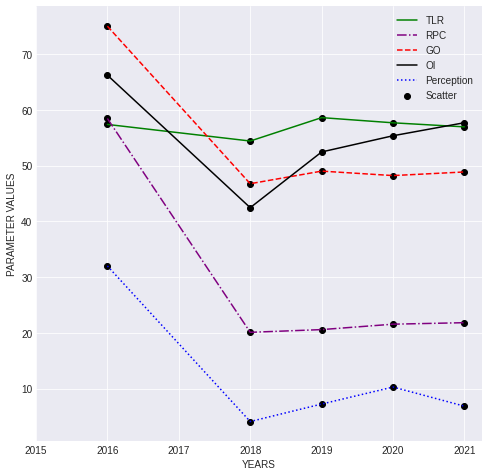 PARAMETER VALUES
70
60
50
40
30
20
10
2015 2016 2017 2018 2019 2020 2021
YEARS
TLR
RPC
GO
OI
Perception
Scatter